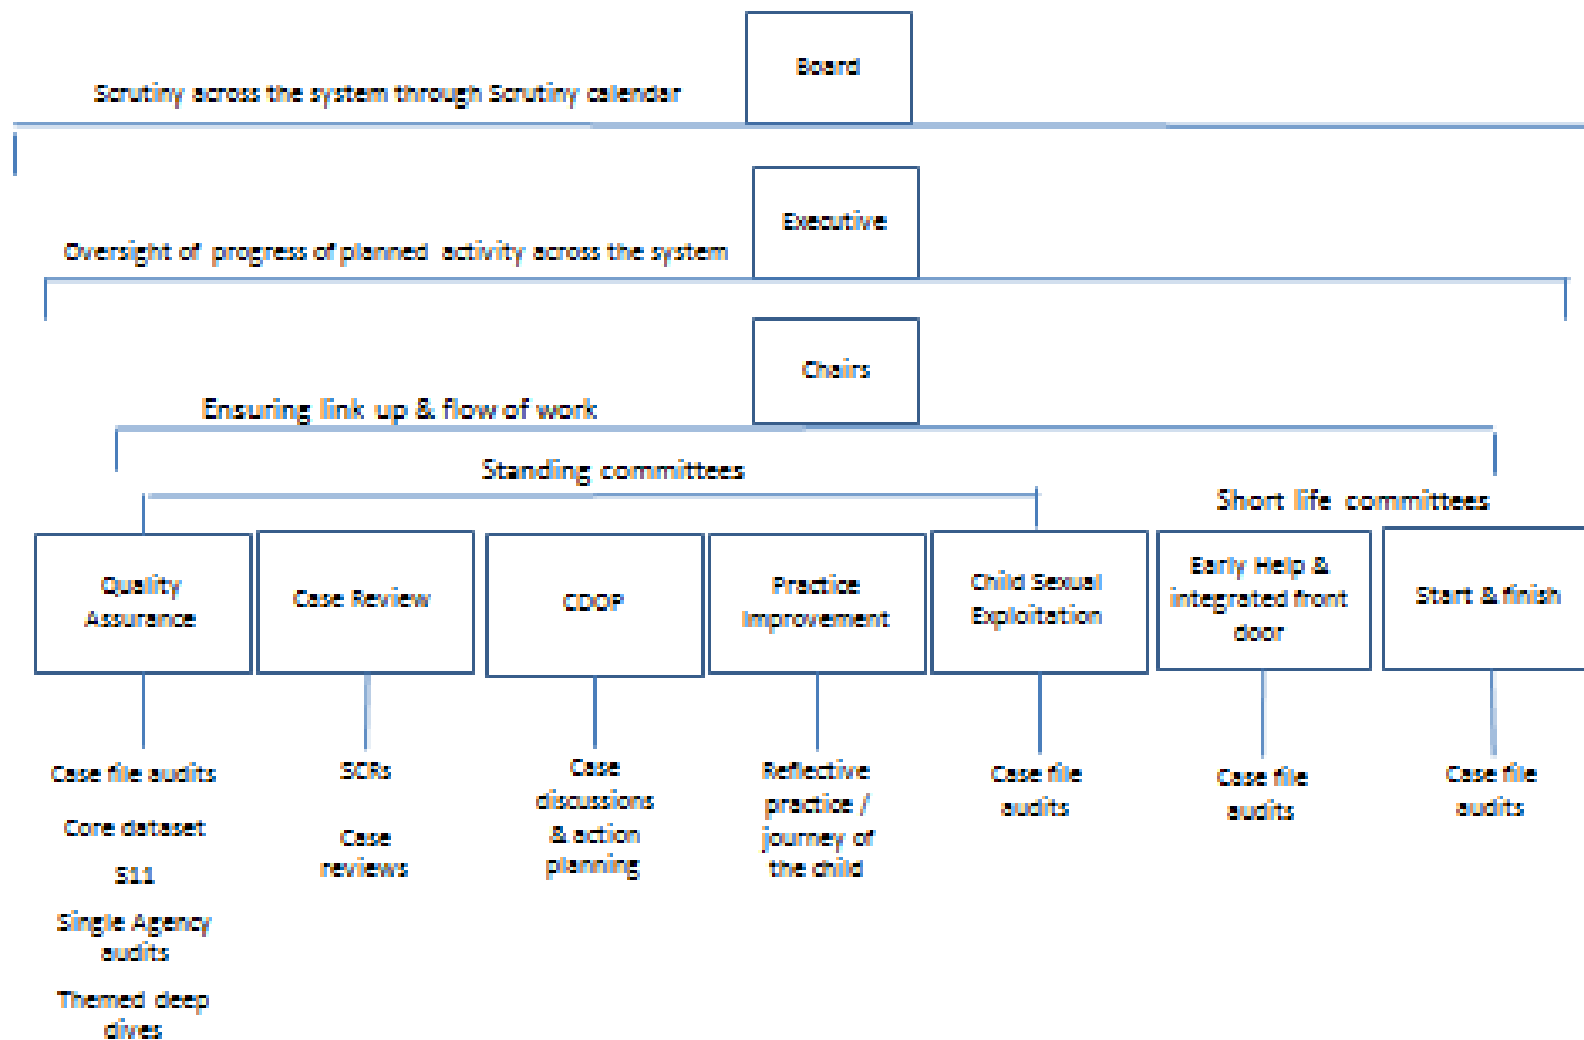 Board
Scrutiny across the system through Scrutiny calendar
Executive
Oversight of progress of planned activity across the system
Chairs
Ensuring link up & flow of work
Standing committees
Short life committees
Quality
Assurance
Case Review
CDOP
Practice
Improvement
Child Sexual
Exploitation
Early Help &
integrated front
door
Start & finish
Case file audits
Core dataset
S11
Single Agency
audits
Themed deep
dives
SCRs
Case
reviews
Case
discussions
& action
planning
Reflective
practice /
journey of
the child
Case file
audits
Case file
audits
Case file
audits